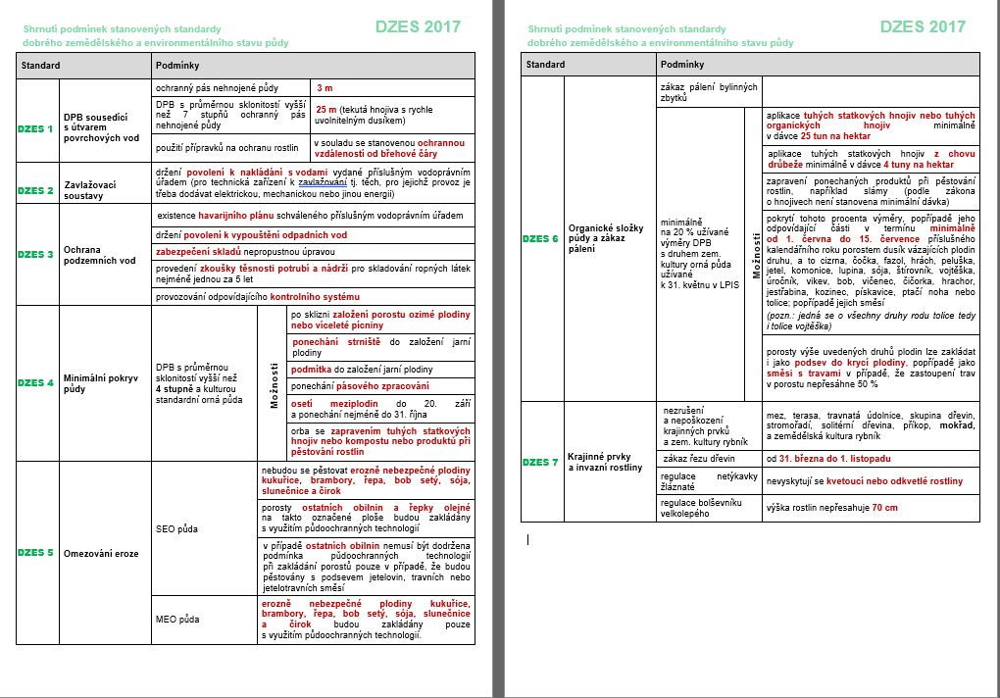 Shrnutí podmínek stanovených standardy
dobrého zemědělského a environmentálního stavu půdy
DZES 2017
Standard
Podmínky
DZES 1
DPB sousedící
s útvarem
povrchových vod
ochranný pás nehnojené půdy
3 m
DPB s průměrnou sklonitostí vyšší
než 7 stupňů ochranný pás
nehnojené půdy
25 m (tekutá hnojiva s rychle
uvolnitelným dusíkem)
použití přípravků na ochranu rostlin
v souladu se stanovenou ochrannou
vzdáleností od břehové čáry
DZES 2
Zavlažovací
soustavy
držení povolení k nakládání s vodami vydané příslušným vodoprávním
úřadem (pro technická zařízení k zavlažování tj. těch, pro jejichž provoz je
třeba dodávat elektrickou, mechanickou nebo jinou energii)
DZES 3
Ochrana
podzemních vod
existence havarijního plánu schváleného příslušným vodoprávním úřadem
držení povolení k vypouštění odpadních vod
zabezpečení skladů nepropustnou úpravou
provedení zkoušky těsnosti potrubí a nádrží pro skladování ropných látek
nejméně jednou za 5 let
provozování odpovídajícího kontrolního systému
DZES 4
Minimální pokryv
půdy
DPB s průměrnou
sklonitostí vyšší než
4 stupně a kulturou
standardní orná půda
Možnosti
po sklizni založení porostu ozimé plodiny
nebo víceleté pícniny
ponechání strniště do založení jarní
plodiny
podmítka do založení jarní plodiny
ponechání pásového zpracování
osetí meziplodin do 20. září
a ponechání nejméně do 31. října
orba se zapravením tuhých statkových
hnojiv nebo kompostu nebo produktů při
pěstování rostlin
DZES 5
Omezování eroze
SEO půda
nebudou se pěstovat erozně nebezpečné plodiny
kukuřice, brambory, řepa, bob setý, sója,
slunečnice a čirok
porosty ostatních obilnin a řepky olejné
na takto označené ploše budou zakládány
s využitím půdoochranných technologií
v případě ostatních obilnin nemusí být dodržena
podmínka půdoochranných technologií
při zakládání porostů pouze v případě, že budou
pěstovány s podsevem jetelovin, travních nebo
jetelotravních směsí
MEO půda
erozně nebezpečné plodiny kukuřice,
brambory, řepa, bob setý, sója, slunečnice
a čirok budou zakládány pouze
s využitím půdoochranných technologií.
Shrnutí podmínek stanovených standardy
dobrého zemědělského a environmentálního stavu půdy
DZES 2017
Standard
Podmínky
DZES 6
Organické složky
půdy a zákaz
pálení
zákaz pálení bylinných
zbytků
minimálně
na 20 % užívané
výměry DPB
s druhem zem.
kultury orná půda
užívané
k 31. květnu v LPIS
Možnosti
aplikace tuhých statkových hnojiv nebo tuhých
organických hnojiv minimálně
v dávce 25 tun na hektar
aplikace tuhých statkových hnojiv z chovu
drůbeže minimálně v dávce 4 tuny na hektar
zapravení ponechaných produktů při pěstování
rostlin, například slámy (podle zákona
o hnojivech není stanovena minimální dávka)
pokrytí tohoto procenta výměry, popřípadě jeho
odpovídající části v termínu minimálně
od 1. června do 15. července příslušného
kalendářního roku porostem dusík vázajících plodin
druhu, a to cizrna, čočka, fazol, hrách, peluška,
jetel, komonice, lupina, sója, štírovník, vojtěška,
úročník, vikev, bob, vičenec, čičorka, hrachor,
jestřabina, kozinec, pískavice, ptačí noha nebo
tolice; popřípadě jejich směsí
(pozn.: jedná se o všechny druhy rodu tolice tedy
i tolice vojtěška)
porosty výše uvedených druhů plodin lze zakládat
i jako podsev do krycí plodiny, popřípadě jako
směsi s travami v případě, že zastoupení trav
v porostu nepřesáhne 50 %
DZES 7
Krajinné prvky
a invazní rostliny
nezrušení
a nepoškození
krajinných prvků
a zem. kultury rybník
mez, terasa, travnatá údolnice, skupina dřevin,
stromořadí, solitérní dřevina, příkop, mokřad,
a zemědělská kultura rybník
zákaz řezu dřevin
od 31. března do 1. listopadu
regulace netýkavky
žláznaté
nevyskytují se kvetoucí nebo odkvetlé rostliny
regulace bolševníku
velkolepého
výška rostlin nepřesahuje 70 cm